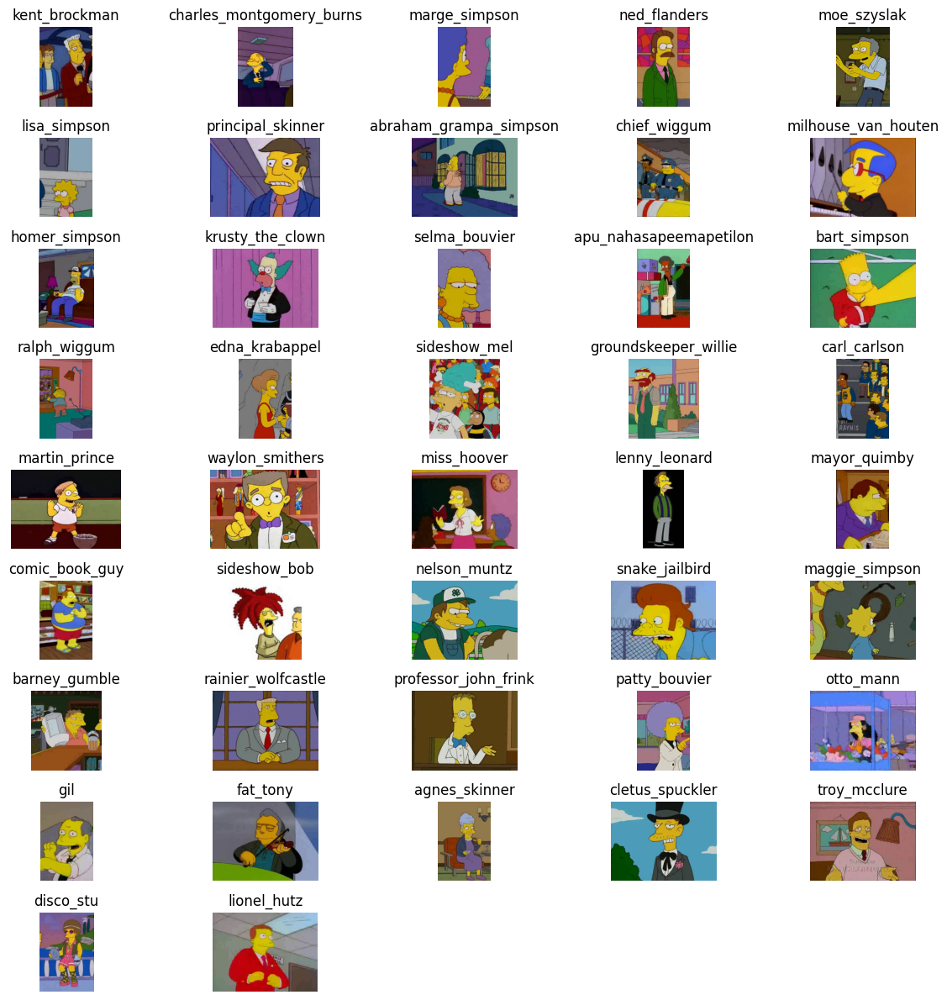 kent_brockman charles_montgomery_burns marge_simpson ned_flanders moe_szyslak
lisa_simpson principal_skinner abraham_grampa_simpson chief_wiggum milhouse_van_houten
homer_simpson krusty_the_clown selma_bouvier apu_nahasapeemapetilon bart_simpson
ralph_wiggum edna_krabappel sideshow_mel groundskeeper_willie carl_carlson
martin_prince waylon_smithers miss_hoover lenny_leonard mayor_quimby
comic_book_guy sideshow_bob nelson_muntz snake_jailbird maggie_simpson
barney_gumble rainier_wolfcastle professor_john_frink patty_bouvier otto_mann
gil fat_tony agnes_skinner cletus_spuckler troy_mcclure
disco_stu lionel_hutz